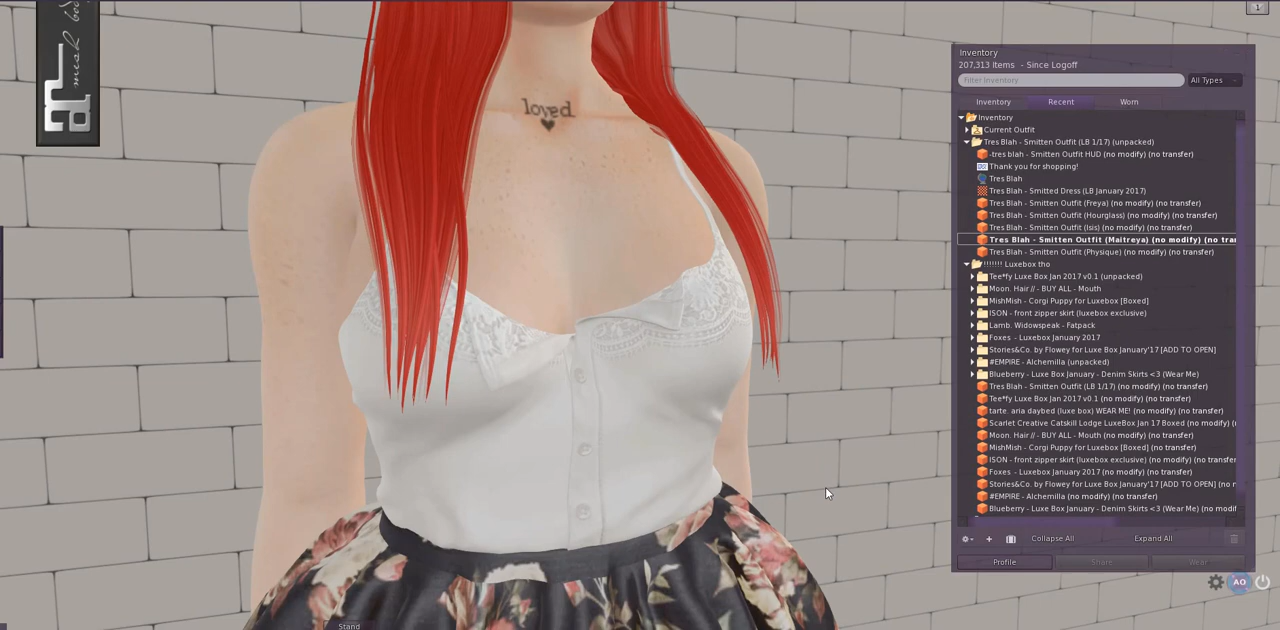 1
mesh bo
Inventory
207,313 Items - Since Logoff
Filter Inventory
All Types
Inventory Recent Worn
Inventory
Current Outfit
Tres Blah - Smitten Outfit (LB 1/17) (unpacked)
-tres blah - Smitten Outfit HUD (no modify) (no transfer)
Thank you for shopping!
Tres Blah
Tres Blah - Smitted Dress (LB January 2017)
Tres Blah - Smitten Outfit (Freya) (no modify) (no transfer)
Tres Blah - Smitten Outfit (Hourglass) (no modify) (no transfer)
Tres Blah - Smitten Outfit (Isis) (no modify) (no transfer)
Tres Blah - Smitten Outfit (Maitreya) (no modify) (no tra
Tres Blah - Smitten Outfit (Physique) (no modify) (no transfer)
!!!!!!! Luxebox tho
Tee*fy Luxe Box Jan 2017 v0.1 (unpacked)
Moon. Hair // - BUY ALL - Mouth
MishMish - Corgi Puppy for Luxebox [Boxed]
ISON - front zipper skirt (luxebox exclusive)
Lamb. Widowspeak - Fatpack
Foxes - Luxebox January 2017
Stories&Co. by Flowey for Luxe Box January'17 [ADD TO OPEN]
#EMPIRE - Alchemilla (unpacked)
Blueberry - Luxe Box January - Denim Skirts <3 (Wear Me)
Tres Blah - Smitten Outfit (LB 1/17) (no modify) (no transfer)
Tee*fy Luxe Box Jan 2017 v0.1 (no modify) (no transfer)
tarte. aria daybed (luxe box) WEAR ME! (no modify) (no transfer)
Scarlet Creative Catskill Lodge LuxeBox Jan 17 Boxed (no modify) (
Moon. Hair // - BUY ALL - Mouth (no modify) (no transfer)
MishMish - Corgi Puppy for Luxebox [Boxed] (no transfer)
ISON - front zipper skirt (luxebox exclusive) (no modify) (no transfer
Foxes - Luxebox January 2017 (no modify) (no transfer)
Stories&Co. by Flowey for Luxe Box January'17 [ADD TO OPEN] (no
#EMPIRE - Alchemilla (no modify) (no transfer)
Blueberry - Luxe Box January - Denim Skirts <3 (Wear Me) (no modif
Collapse All Expand All
Profile Share Wear
AO
loved
Stand